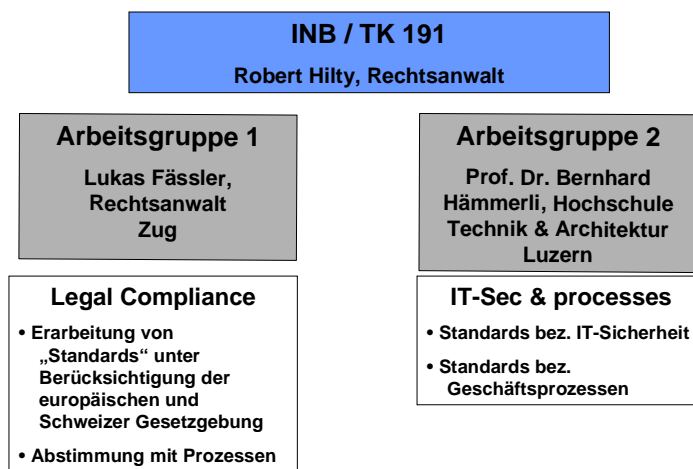 INB / TK 191
Robert Hilty, Rechtsanwalt
Arbeitsgruppe 1
Lukas Fässler,
Rechtsanwalt
Zug
Legal Compliance
• Erarbeitung von
„Standards“ unter
Berücksichtigung der
europäischen und
Schweizer Gesetzgebung
• Abstimmung mit Prozessen
Arbeitsgruppe 2
Prof. Dr. Bernhard
Hämmerli, Hochschule
Technik & Architektur
Luzern
IT-Sec & processes
• Standards bez. IT-Sicherheit
• Standards bez.
Geschäftsprozessen